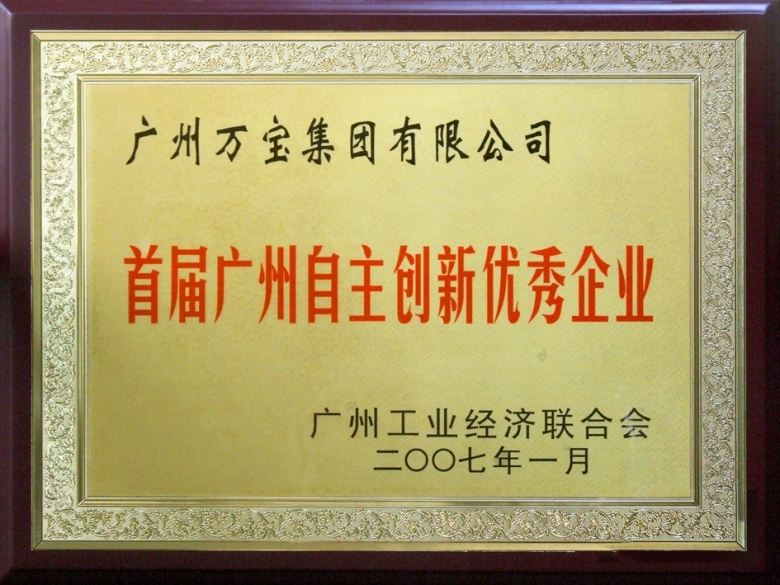 广州万宝集团有限公司
首届广州自主创新优秀企业
广州工业经济联合会
二〇〇七年一月